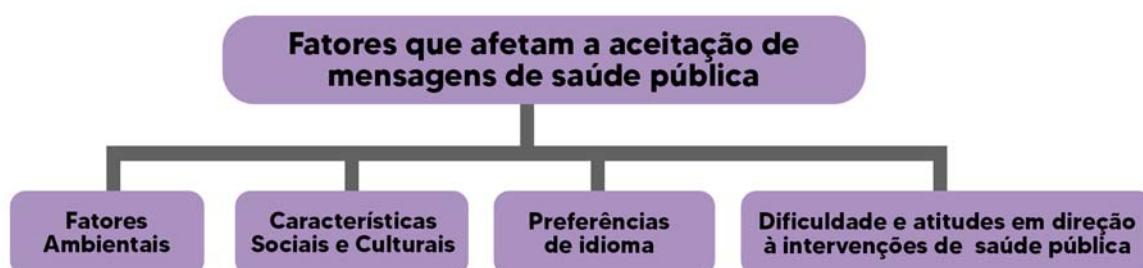 Fatores que afetam a aceitação de
mensagens de saúde pública
Fatores
Ambientais
Características
Sociais e Culturais
Preferências
de idioma
Dificuldade e atitudes em direção
à intervenções de saúde pública